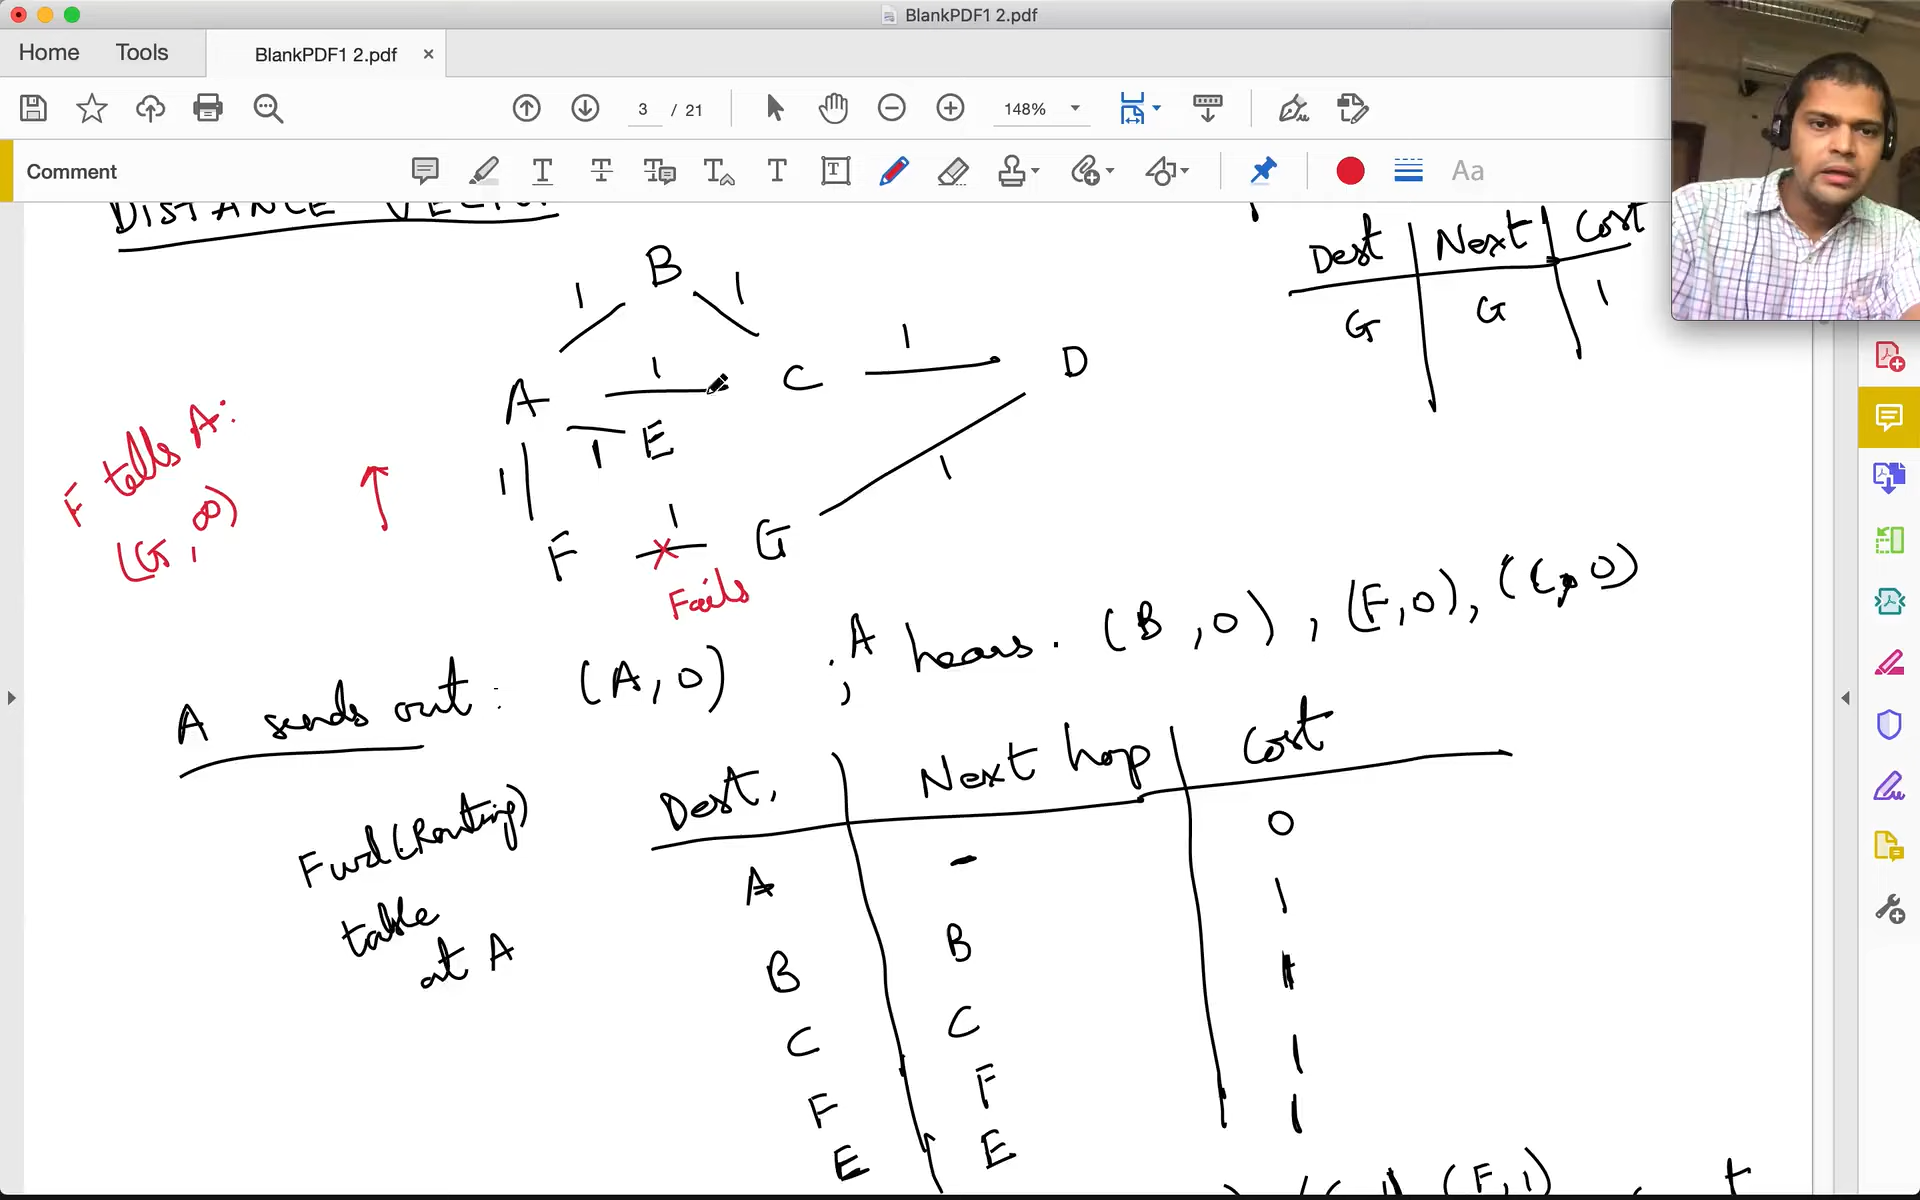 BlankPDF1 2.pdf
Home Tools BlankPDF1 2.pdf ×
3 / 21 148%
Comment
Aa
DISTANCE VECTOR
Dest Next Cost
G G 1
B
1 1
A 1 C 1 D
1 E
1
F 1 G 1
Fails
F tells A:
(G, ∞)
A sends out: (A, 0) ; A hears. (B, 0), (F, 0), (C, 0)
Fwd (Routing)
table
at A
Dest. Next hop Cost
A - 0
B B 1
C C 1
F F 1
E E 1
(F, 1)